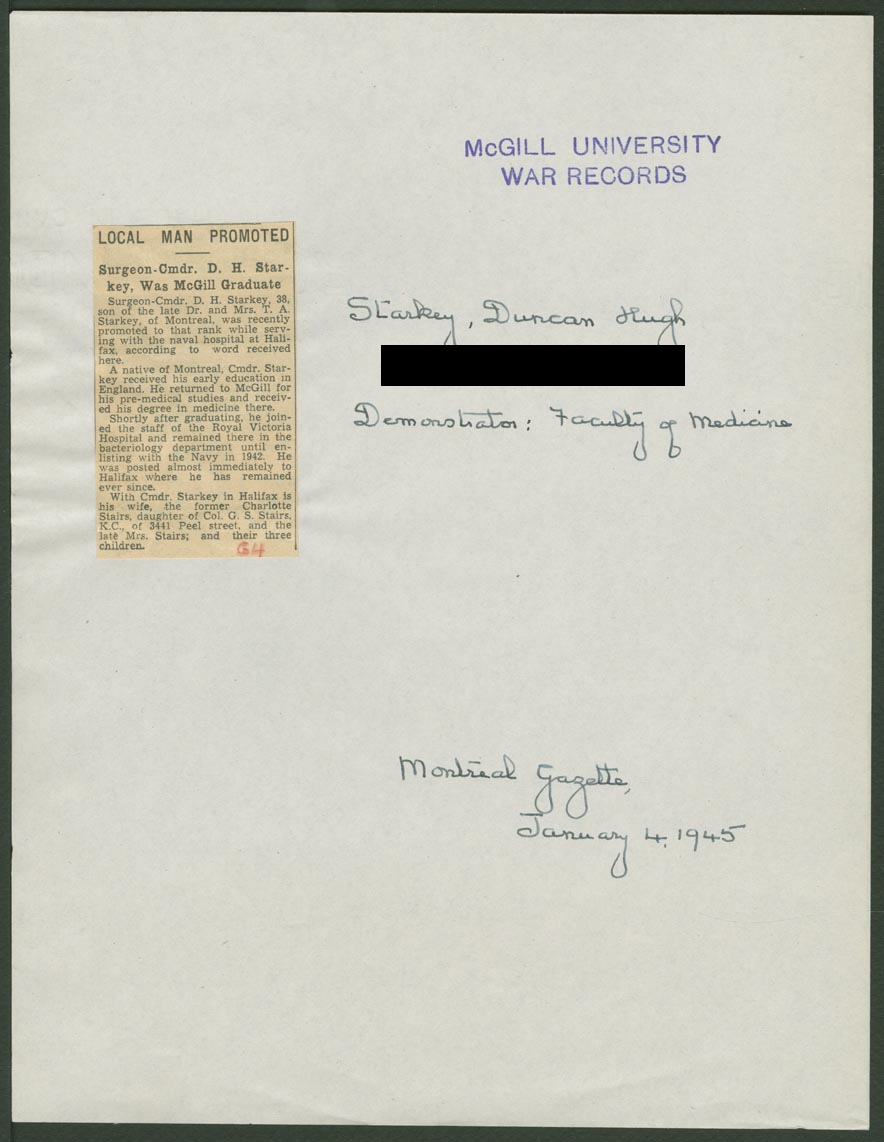 McGILL UNIVERSITY
WAR RECORDS
LOCAL MAN PROMOTED
Surgeon-Cmdr. D. H. Star-
key, Was McGill Graduate
Surgeon-Cmdr. D. H. Starkey, 38,
son of the late Dr. and Mrs. T. A.
Starkey, of Montreal, was recently
promoted to that rank while serv-
ing with the naval hospital at Hali-
fax, according to word received
here.
A native of Montreal, Cmdr. Star-
key received his early education in
England. He returned to McGill for
his pre-medical studies and receiv-
ed his degree in medicine there.
Shortly after graduating, he join-
ed the staff of the Royal Victoria
Hospital and remained there in the
bacteriology department until en-
listing with the Navy in 1942. He
was posted almost immediately to
Halifax where he has remained
ever since.
With Cmdr. Starkey in Halifax is
his wife, the former Charlotte
Stairs, daughter of Col. G. S. Stairs,
K.C., of 3441 Peel street, and the
late Mrs. Stairs; and their three
children.
G4
Starkey, Duncan Hugh
Demonstrator: Faculty of Medicine
Montreal Gazette,
January 4, 1945